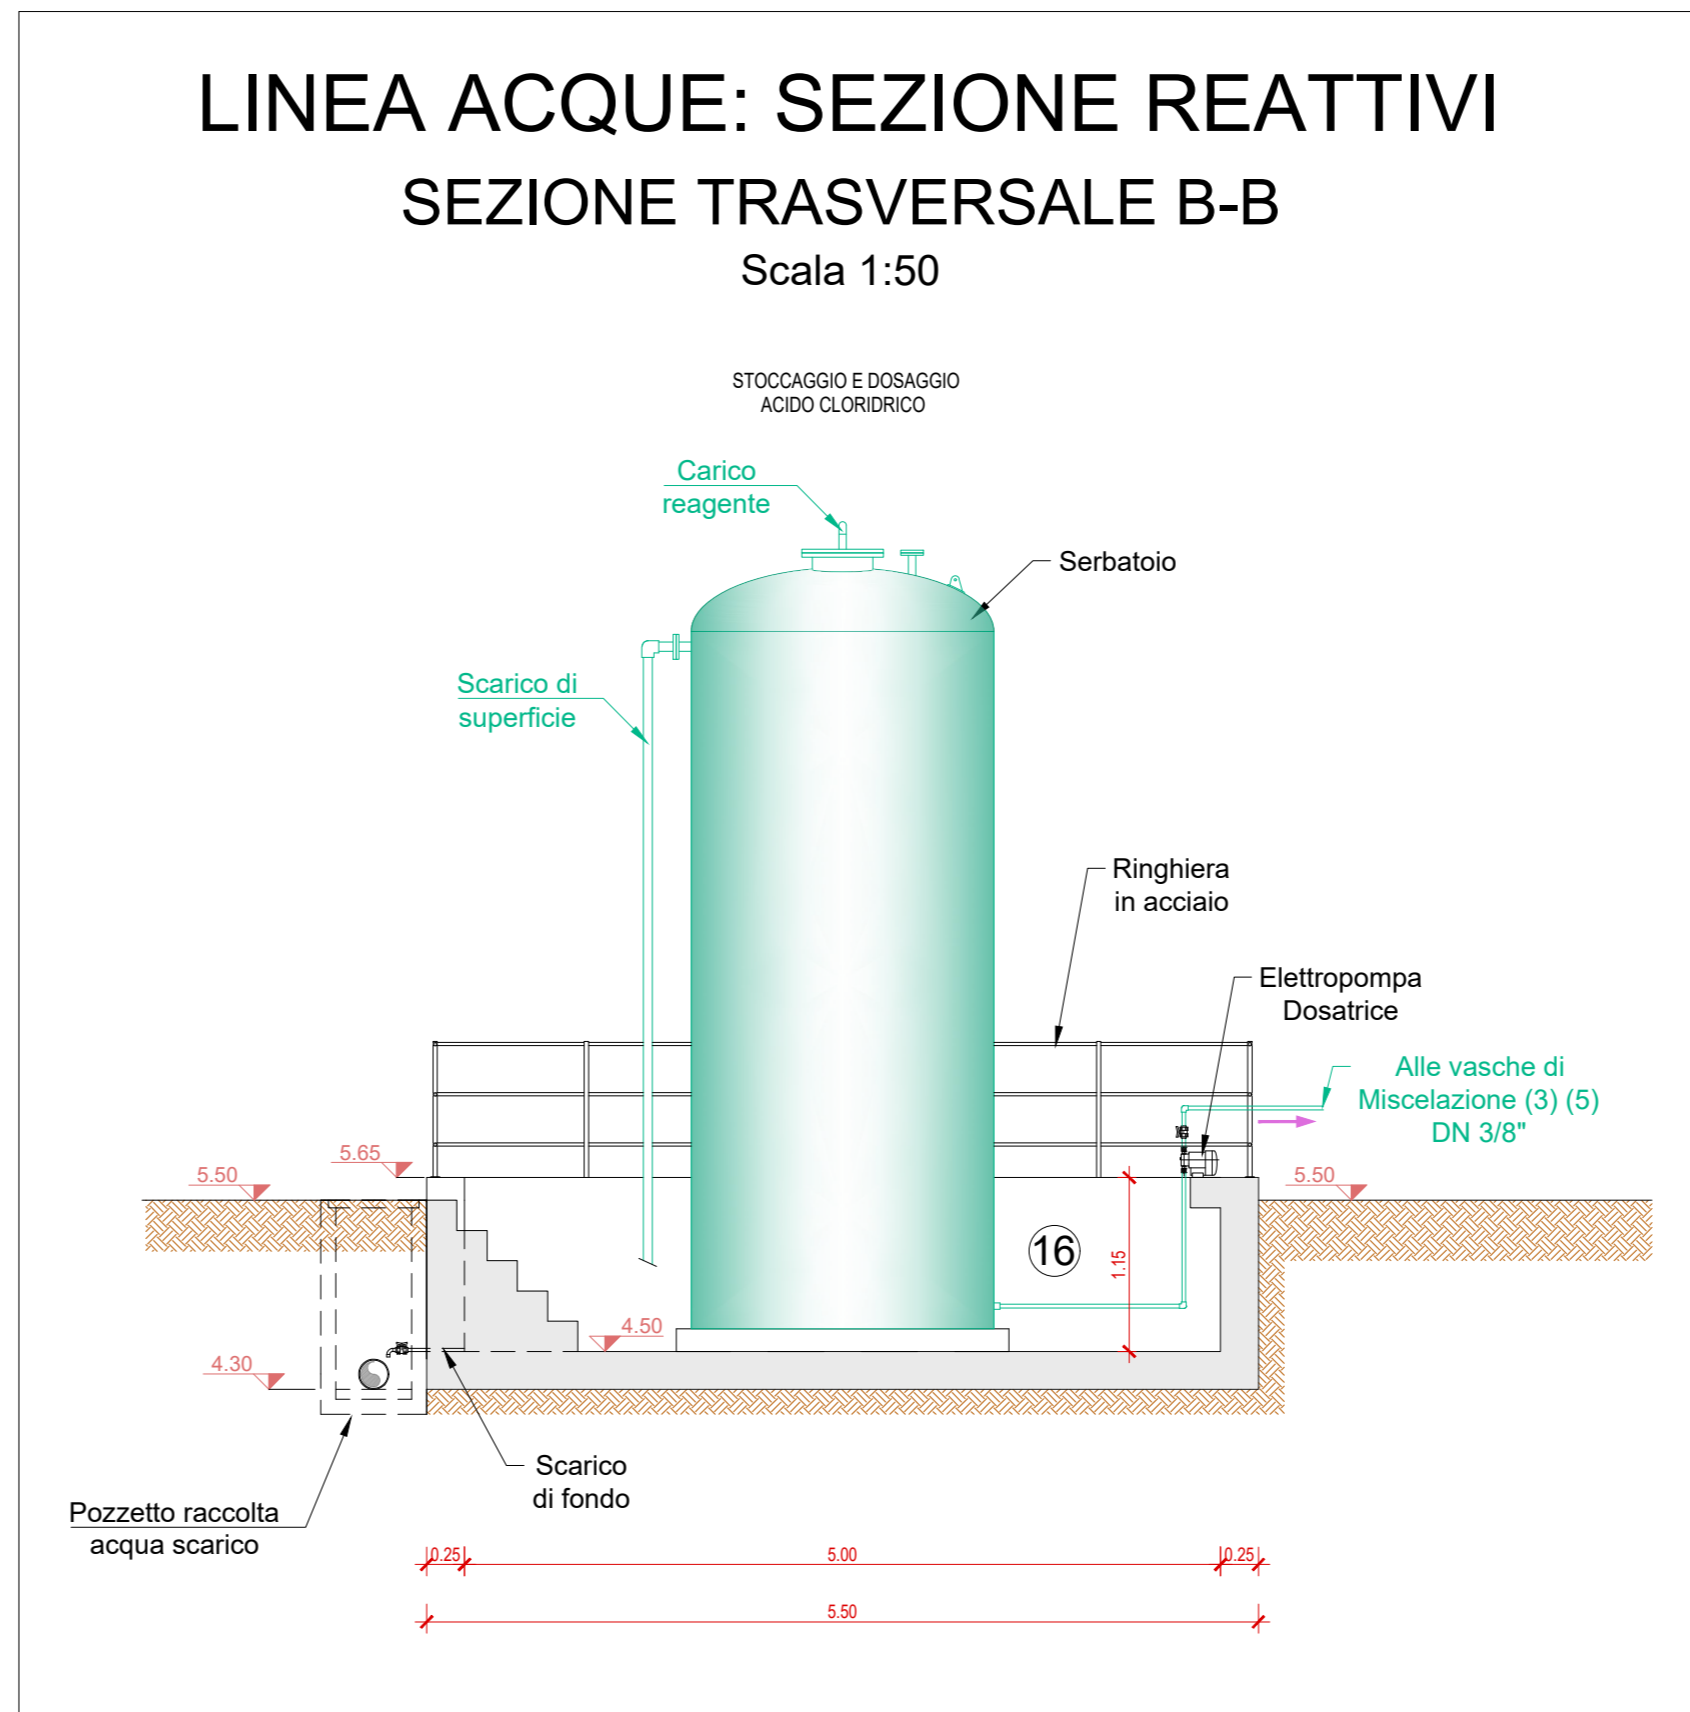 LINEA ACQUE: SEZIONE REATTIVI
SEZIONE TRASVERSALE B-B
Scala 1:50
STOCCAGGIO E DOSAGGIO
ACIDO CLORIDRICO
Carico
reagente
Serbatoio
Scarico di
superficie
Ringhiera
in acciaio
Elettropompa
Dosatrice
Alle vasche di
Miscelazione (3) (5)
DN 3/8"
5.65
5.50
5.50
16
1.15
4.50
4.30
Scarico
di fondo
Pozzetto raccolta
acqua scarico
0.25
5.00
0.25
5.50